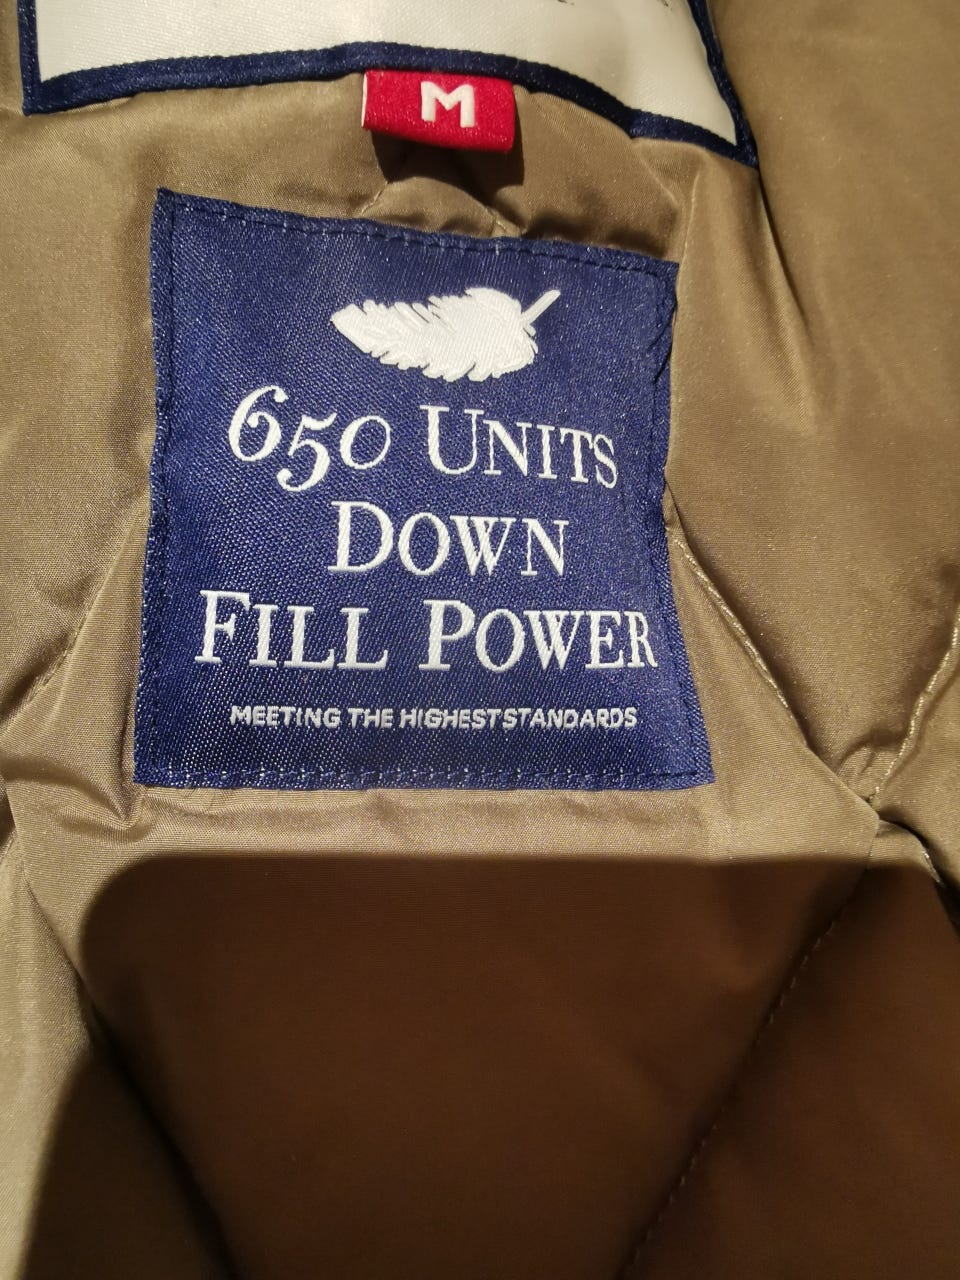 M
650 UNITS
DOWN
FILL POWER
MEETING THE HIGHEST STANDARDS